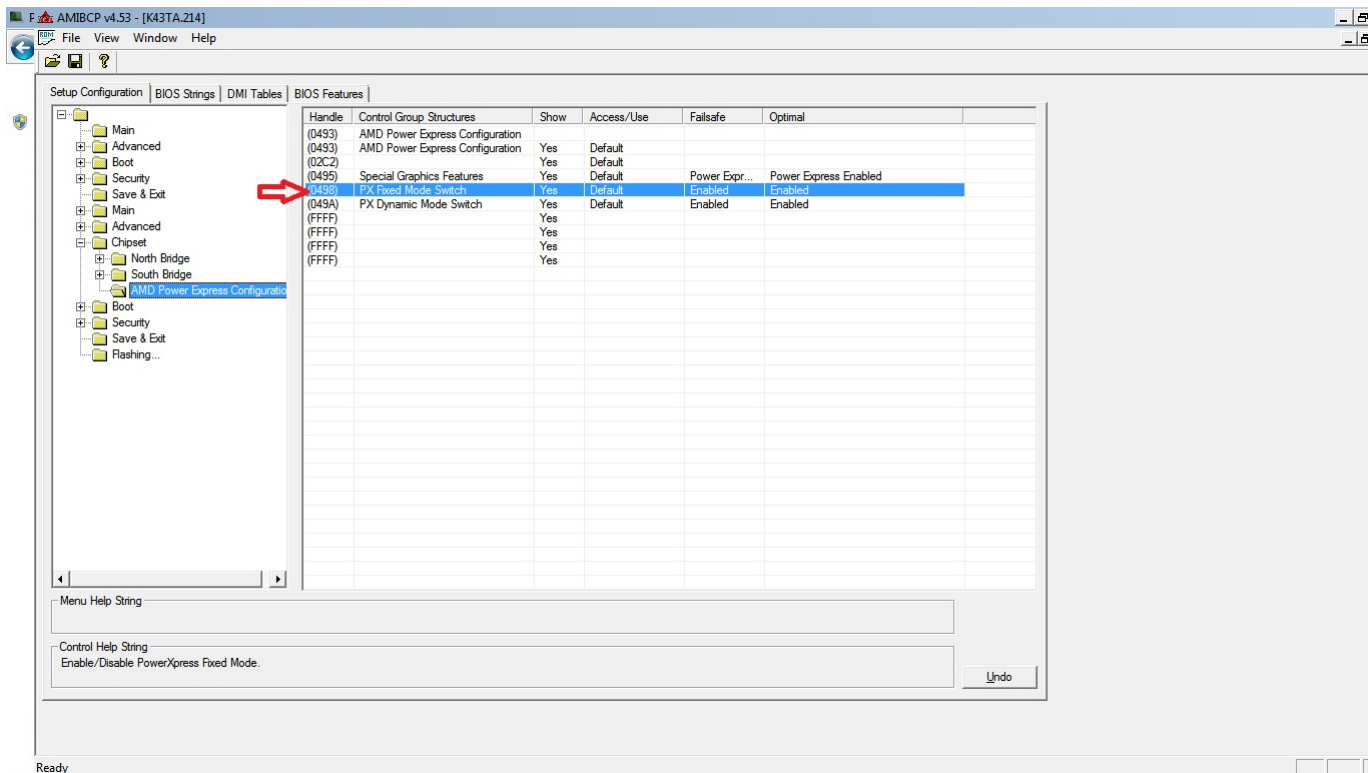 F AMIBCP v4.53 - [K43TA.214]
File View Window Help
Setup Configuration BIOS Strings DMI Tables BIOS Features
Main
Advanced
Boot
Security
Save & Exit
Main
Advanced
Chipset
North Bridge
South Bridge
AMD Power Express Configuratio
Boot
Security
Save & Exit
Flashing...
Handle Control Group Structures Show Access/Use Failsafe Optimal
(0493) AMD Power Express Configuration
(0493) AMD Power Express Configuration Yes Default
(02C2) Yes Default
(0495) Special Graphics Features Yes Default Power Expr... Power Express Enabled
(0498) PX Fixed Mode Switch Yes Default Enabled Enabled
(049A) PX Dynamic Mode Switch Yes Default Enabled Enabled
(FFFF) Yes
(FFFF) Yes
(FFFF) Yes
(FFFF) Yes
Menu Help String
Control Help String
Enable/Disable PowerXpress Fixed Mode.
Undo
Ready